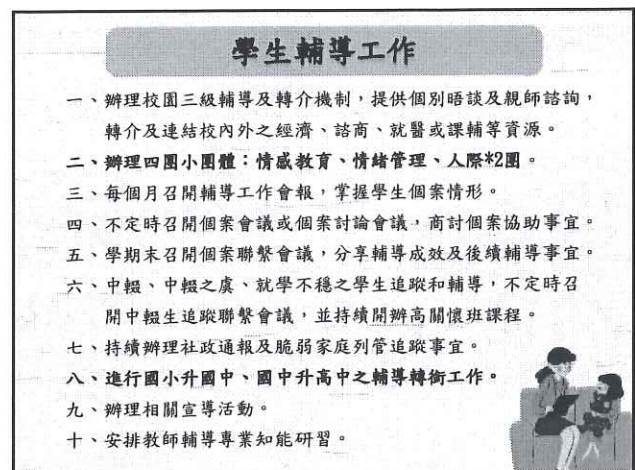 學生輔導工作
一、辦理校園三級輔導及轉介機制，提供個別晤談及親師諮詢，
轉介及連結校內外之經濟、諮商、就醫或課輔等資源。
二、辦理四團小團體：情感教育、情緒管理、人際*2團。
三、每個月召開輔導工作會報，掌握學生個案情形。
四、不定時召開個案會議或個案討論會議，商討個案協助事宜。
五、學期末召開個案聯繫會議，分享輔導成效及後續輔導事宜。
六、中輟、中輟之虞、就學不穩之學生追蹤和輔導，不定時召
開中輟生追蹤聯繫會議，並持續開辦高關懷班課程。
七、持續辦理社政通報及脆弱家庭列管追蹤事宜。
八、進行國小升國中、國中升高中之輔導轉銜工作。
九、辦理相關宣導活動。
十、安排教師輔導專業知能研習。